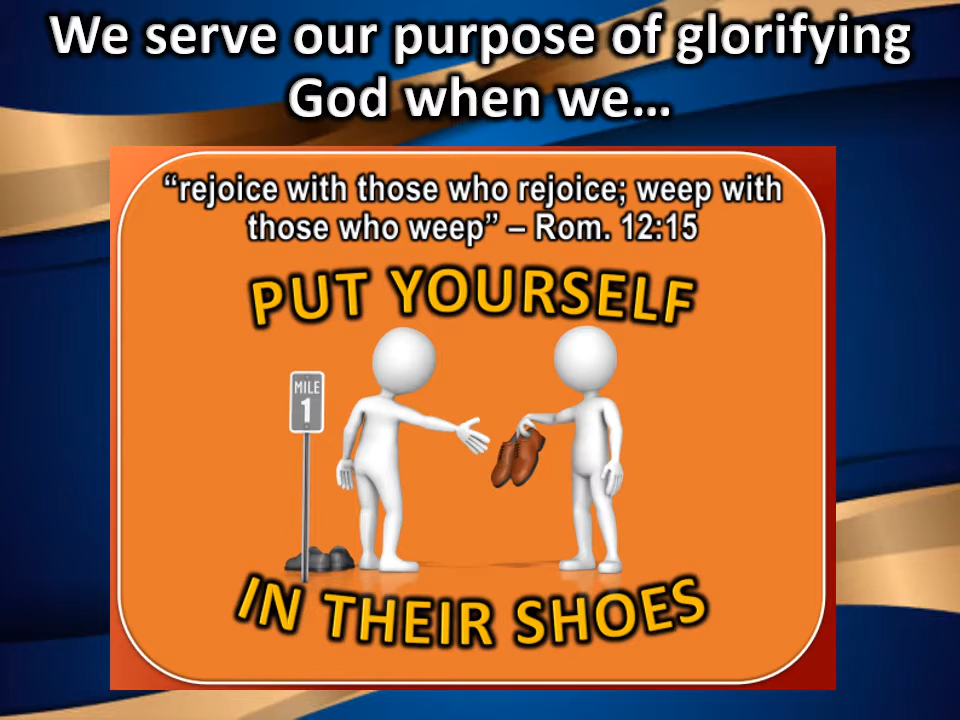 We serve our purpose of glorifying
God when we...
“rejoice with those who rejoice; weep with
those who weep” – Rom. 12:15
PUT YOURSELF
MILE
1
IN THEIR SHOES